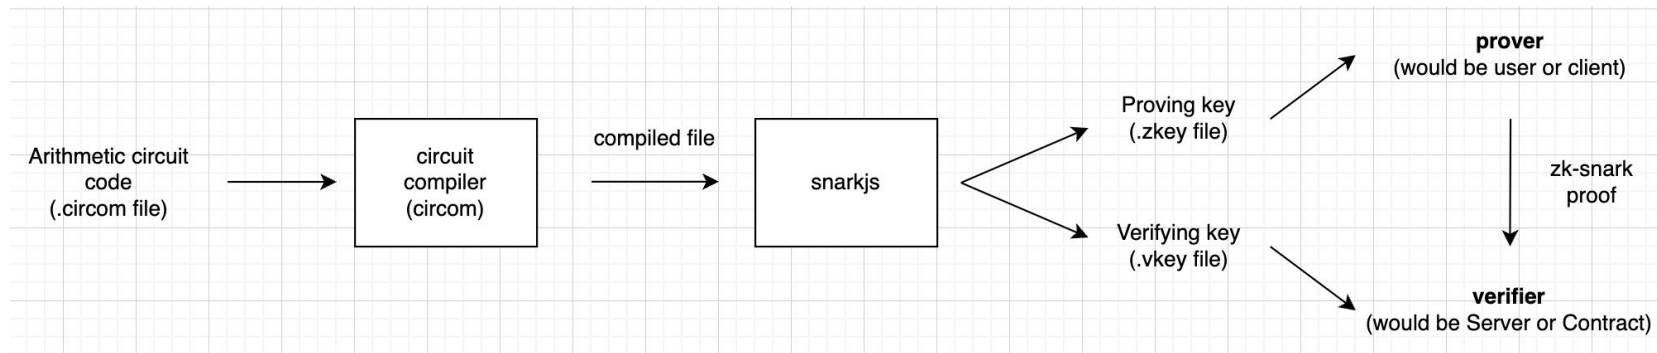 Arithmetic circuit
code
(.circom file)
circuit
compiler
(circom)
compiled file
snarkjs
Proving key
(.zkey file)
Verifying key
(.vkey file)
prover
(would be user or client)
zk-snark
proof
verifier
(would be Server or Contract)